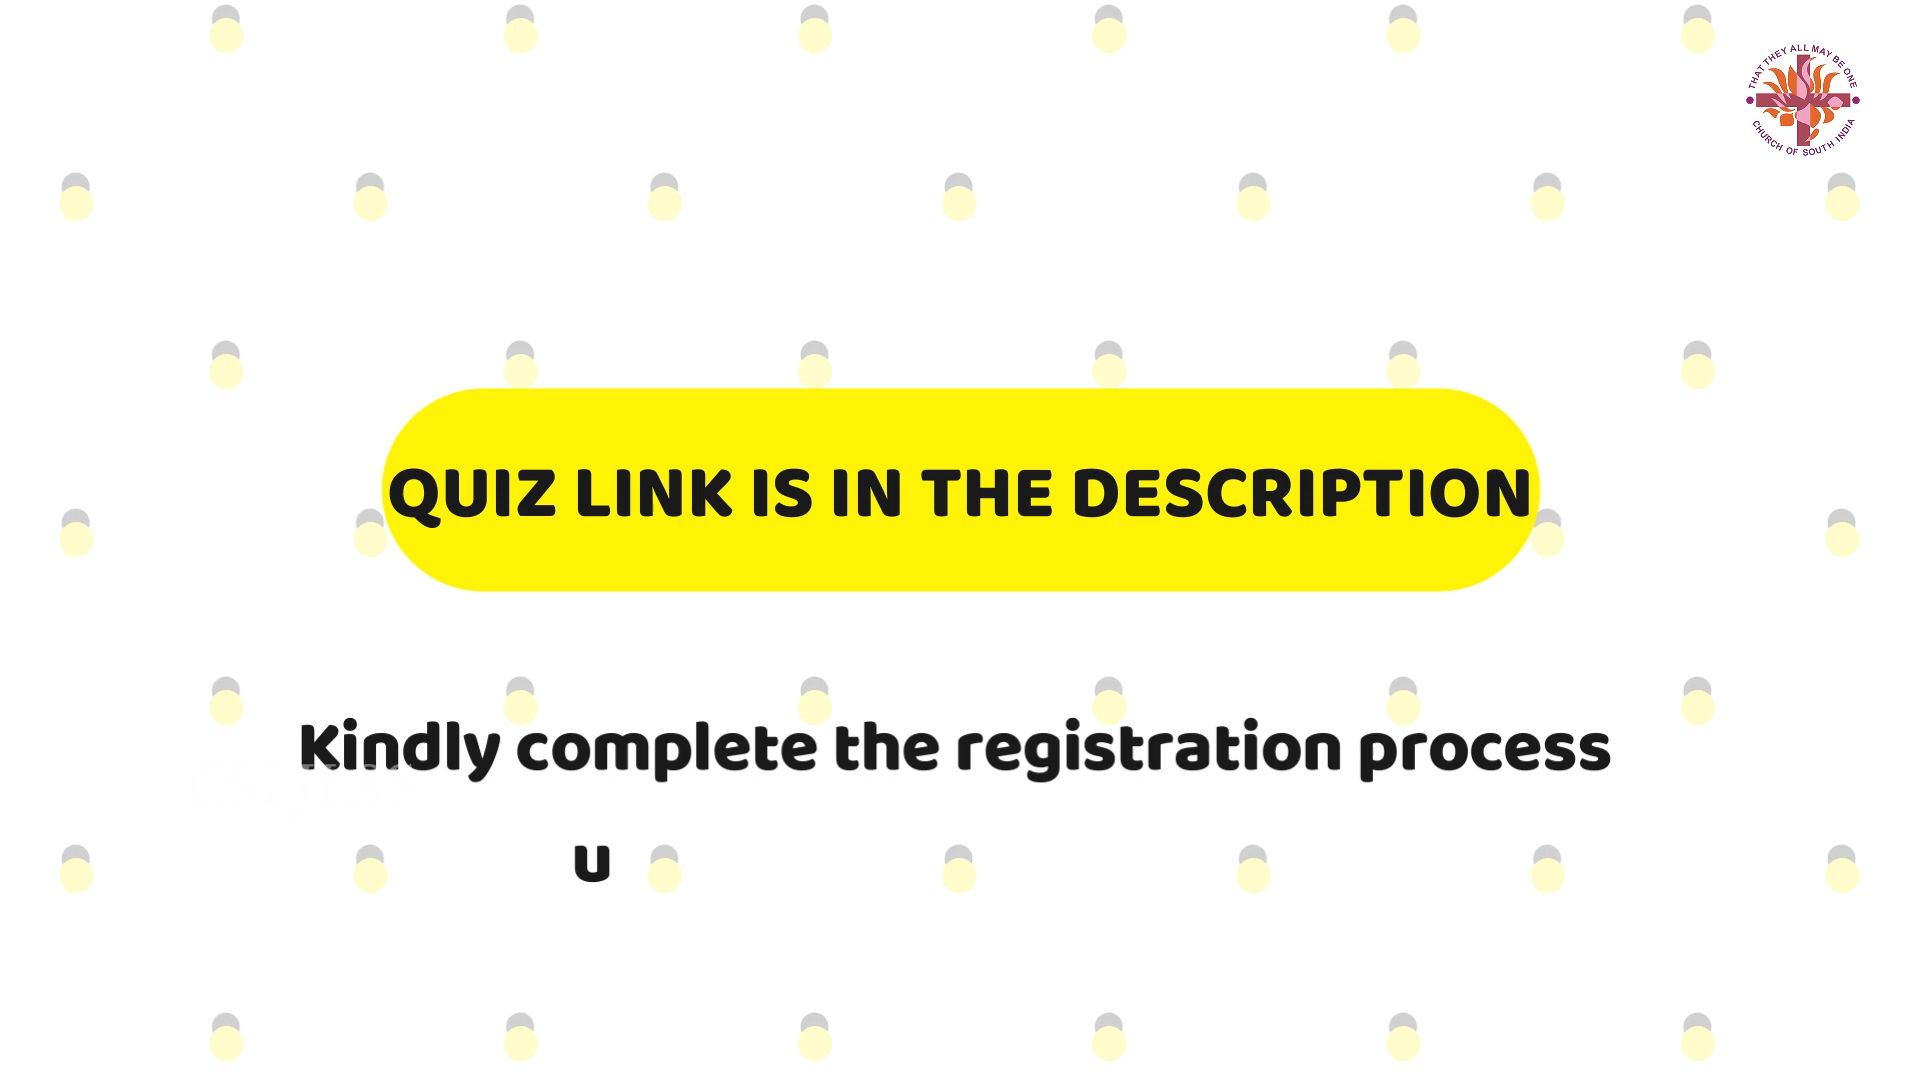 THAT THEY ALL MAY BE ONE
CHURCH OF SOUTH INDIA
QUIZ LINK IS IN THE DESCRIPTION
Kindly complete the registration process
u